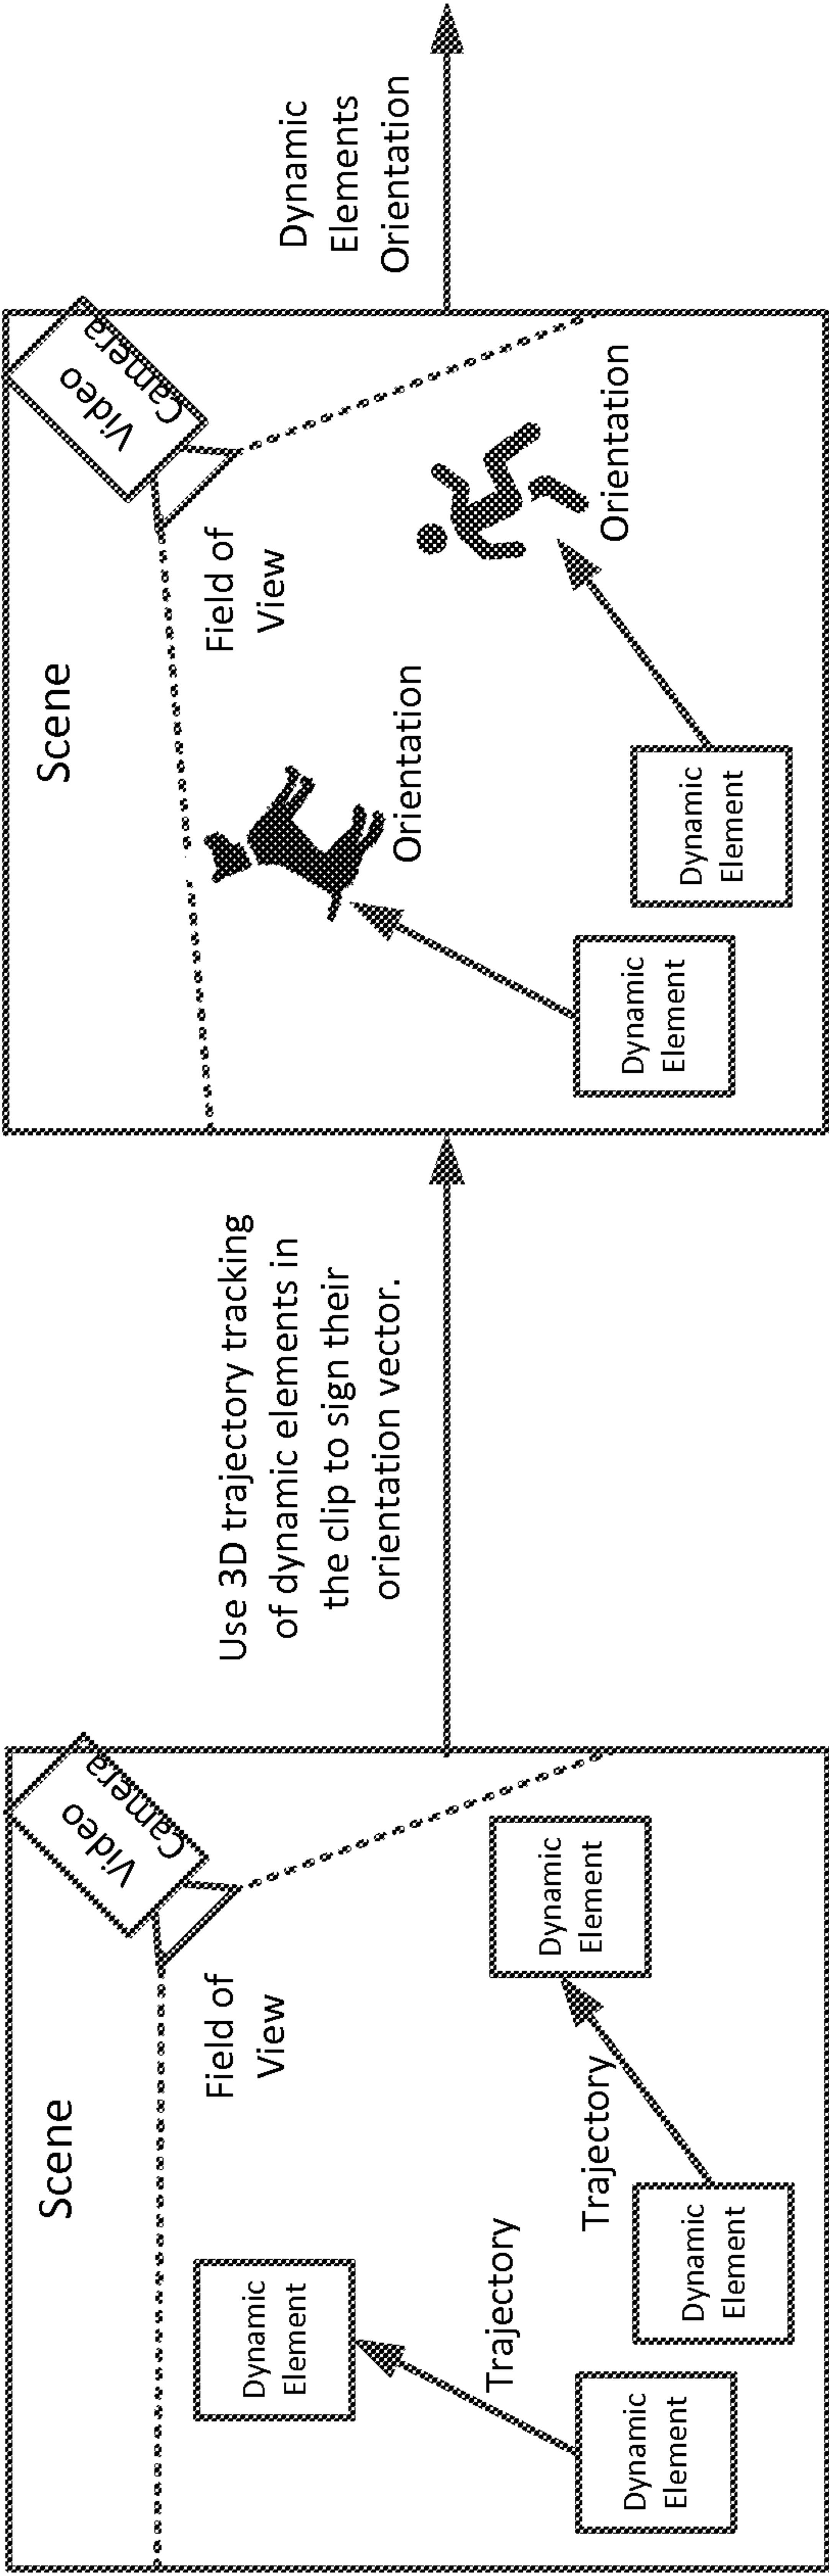 Scene
Video
Camera
Field of
View
Dynamic
Element
Trajectory
Trajectory
Dynamic
Element
Dynamic
Element
Dynamic
Element
Use 3D trajectory tracking
of dynamic elements in
the clip to sign their
orientation vector.
Scene
Video
Camera
Field of
View
Orientation
Orientation
Dynamic
Element
Dynamic
Element
Dynamic
Elements
Orientation